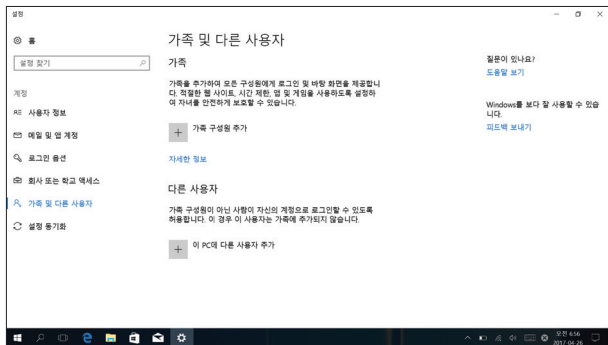 설정
홈
설정 찾기
계정
사용자 정보
메일 및 앱 계정
로그인 옵션
회사 또는 학교 액세스
가족 및 다른 사용자
설정 동기화
가족 및 다른 사용자
가족
가족을 추가하여 모든 구성원에게 로그인 및 바탕 화면을 제공합니
다. 적절한 웹 사이트, 시간 제한, 앱 및 게임을 사용하도록 설정하
여 자녀를 안전하게 보호할 수 있습니다.
가족 구성원 추가
자세한 정보
다른 사용자
가족 구성원이 아닌 사람이 자신의 계정으로 로그인할 수 있도록
허용합니다. 이 경우 이 사용자는 가족에 추가되지 않습니다.
이 PC에 다른 사용자 추가
질문이 있나요?
도움말 보기
Windows를 보다 잘 사용할 수 있습
니다.
피드백 보내기
오전 6:56
2017-04-26